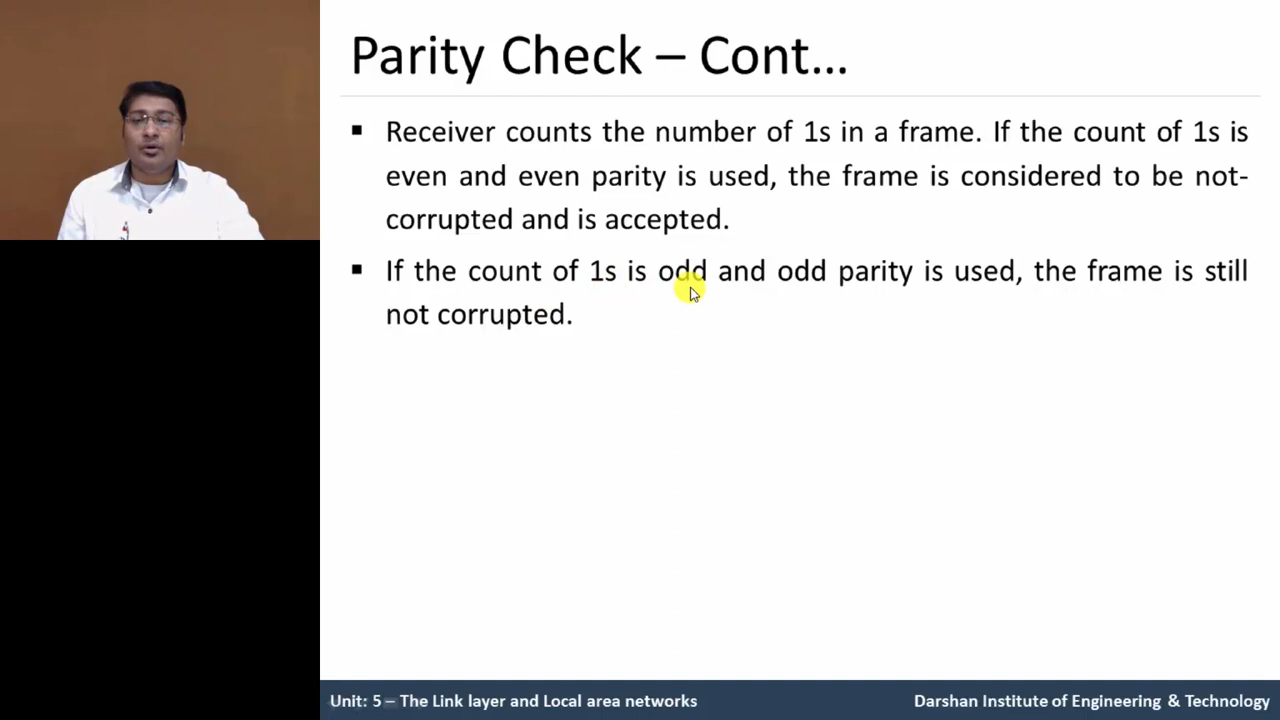 Parity Check – Cont...
▪ Receiver counts the number of 1s in a frame. If the count of 1s is
even and even parity is used, the frame is considered to be not-
corrupted and is accepted.
▪ If the count of 1s is odd and odd parity is used, the frame is still
not corrupted.
Unit: 5 – The Link layer and Local area networks
Darshan Institute of Engineering & Technology